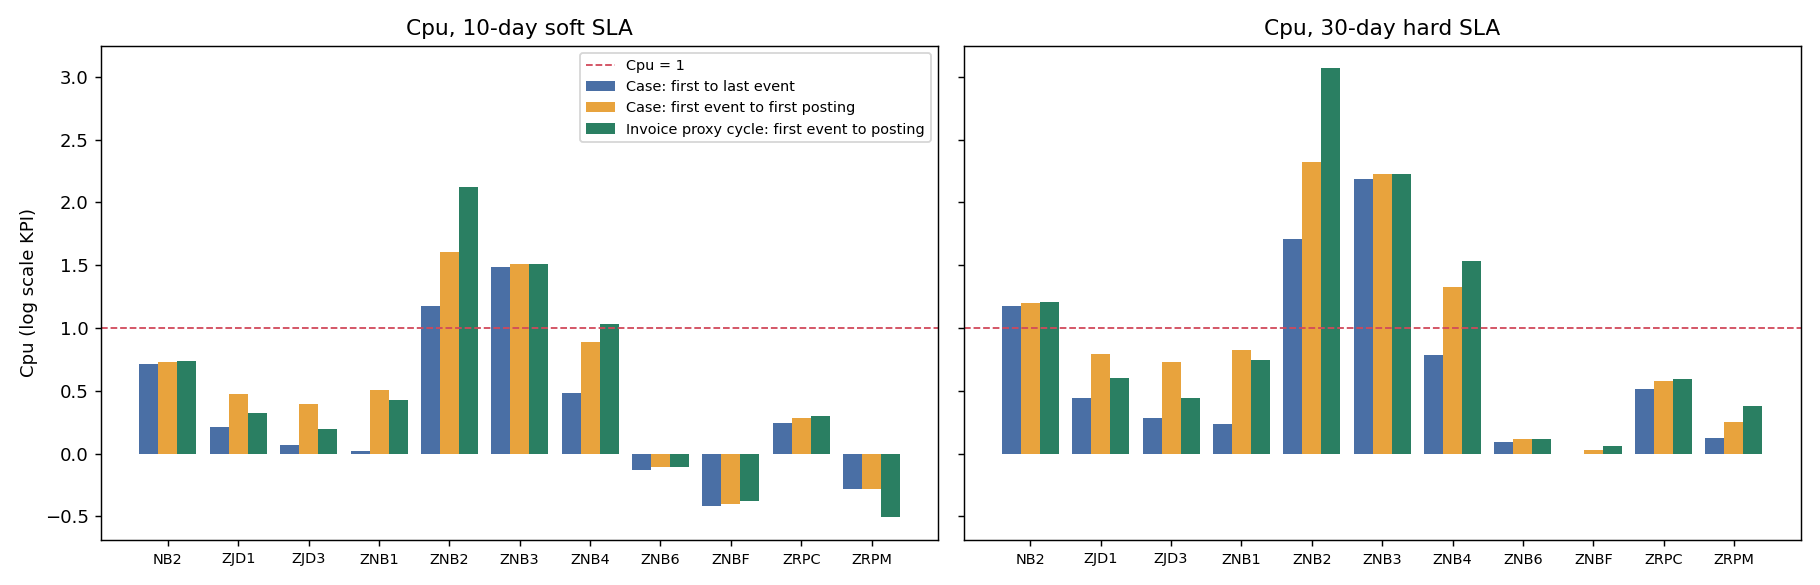 Cpu, 10-day soft SLA
Cpu, 30-day hard SLA
Cpu = 1
Case: first to last event
Case: first event to first posting
Invoice proxy cycle: first event to posting
Cpu (log scale KPI)
3.0
2.5
2.0
1.5
1.0
0.5
0.0
−0.5
NB2 ZJD1 ZJD3 ZNB1 ZNB2 ZNB3 ZNB4 ZNB6 ZNBF ZRPC ZRPM
NB2 ZJD1 ZJD3 ZNB1 ZNB2 ZNB3 ZNB4 ZNB6 ZNBF ZRPC ZRPM